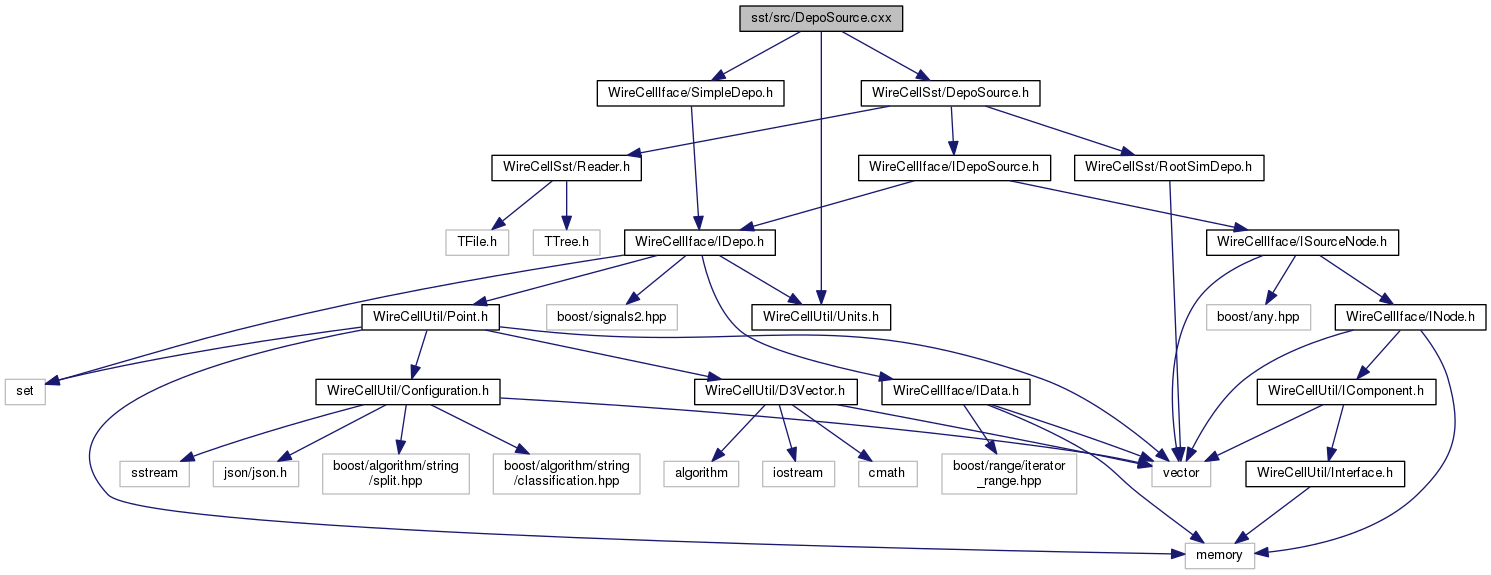 sst/src/DepoSource.cxx
WireCellIface/SimpleDepo.h
WireCellSst/DepoSource.h
WireCellSst/Reader.h
WireCellIface/IDepoSource.h
WireCellSst/RootSimDepo.h
TFile.h
TTree.h
WireCellIface/IDepo.h
WireCellIface/ISourceNode.h
WireCellUtil/Point.h
boost/signals2.hpp
WireCellUtil/Units.h
boost/any.hpp
WireCellIface/INode.h
set
WireCellUtil/Configuration.h
WireCellUtil/D3Vector.h
WireCellIface/IData.h
WireCellUtil/IComponent.h
sstream
json/json.h
boost/algorithm/string
/split.hpp
boost/algorithm/string
/classification.hpp
algorithm
iostream
cmath
boost/range/iterator
_range.hpp
vector
WireCellUtil/Interface.h
memory